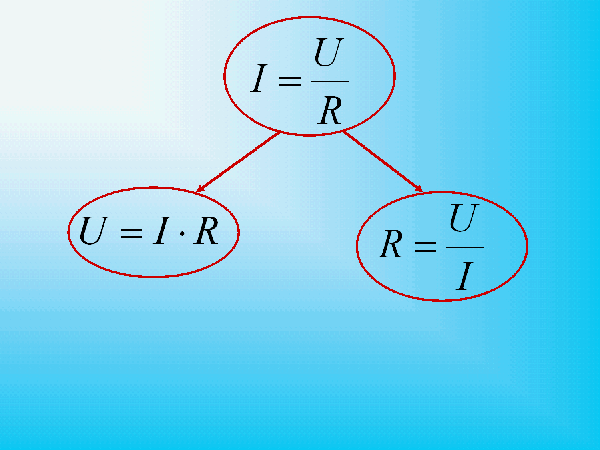 I = U/R
U = I · R
R = U/I